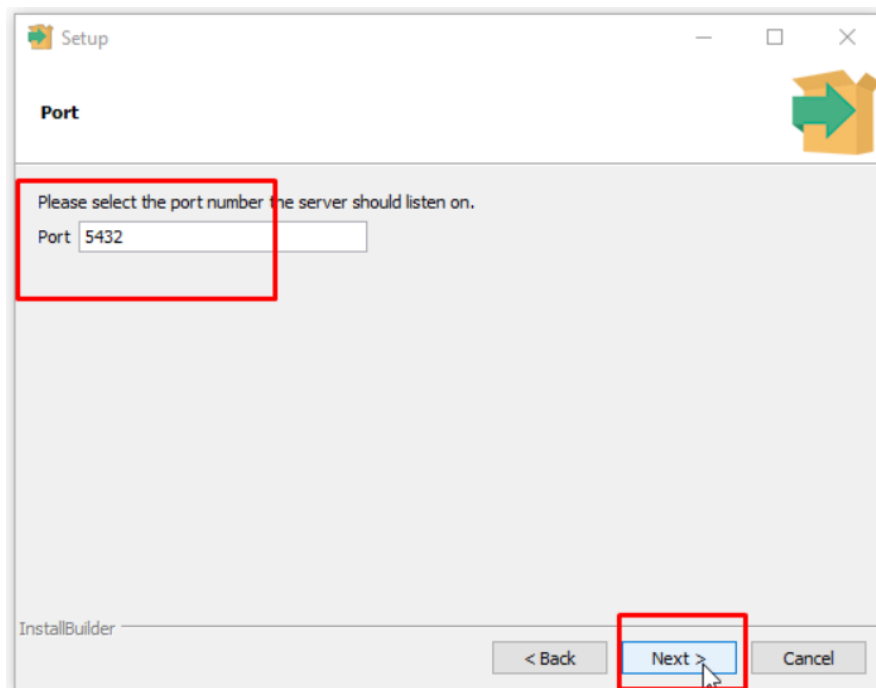 Setup
Port
Please select the port number the server should listen on.
Port 5432
InstallBuilder
< Back Next > Cancel